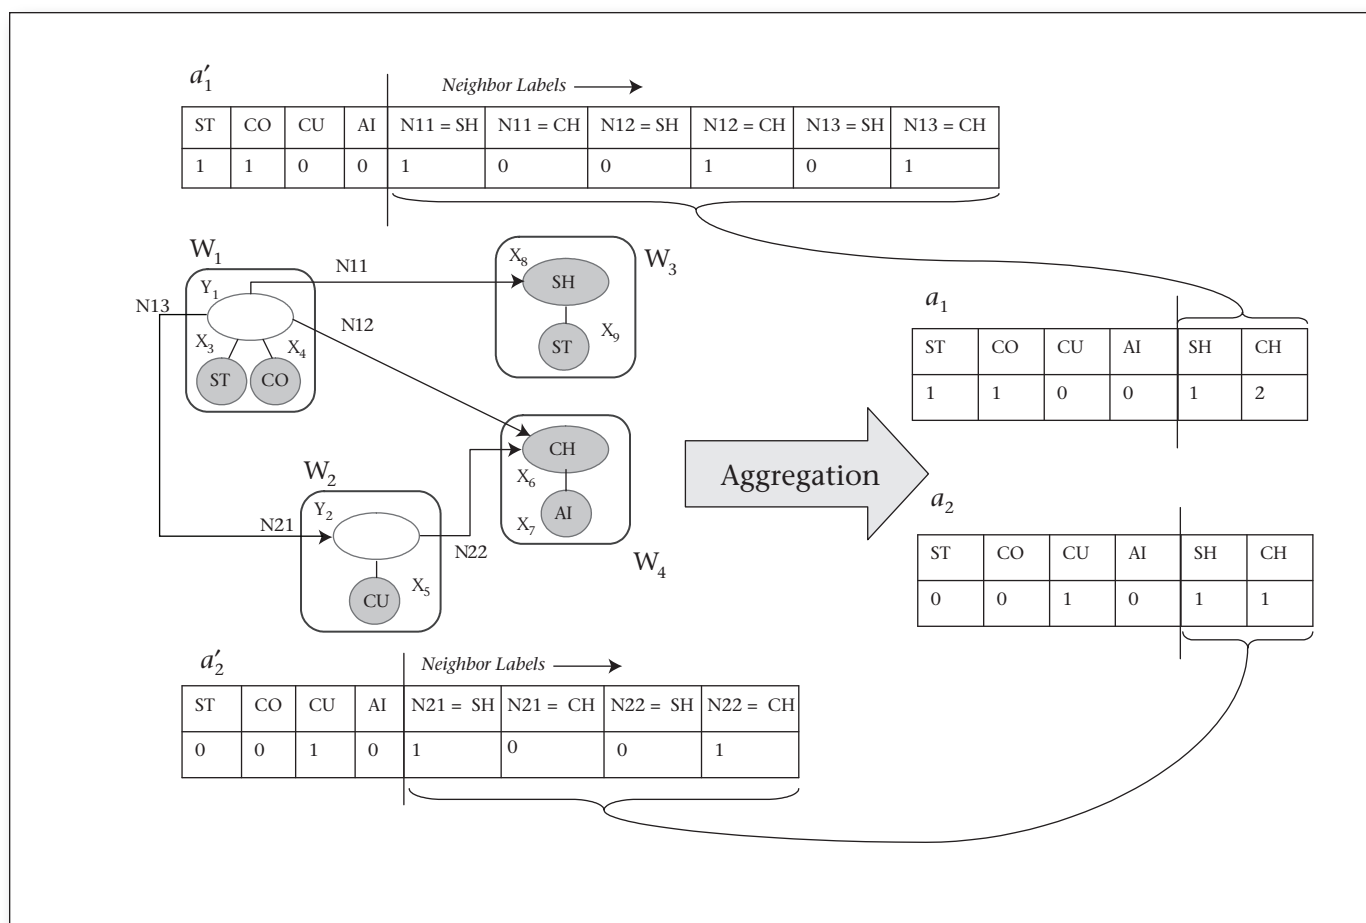 a′₁
Neighbor Labels
ST CO CU AI N11 = SH N11 = CH N12 = SH N12 = CH N13 = SH N13 = CH
1 1 0 0 1 0 0 1 0 1
W₁
Y₁
X₃ X₄
ST CO
N11
N12
N13
X₈ W₃
SH
X₉
ST
CH
X₆
X₇ AI
W₄
W₂
Y₂
N21
N22
X₅
CU
Aggregation
a₁
ST CO CU AI SH CH
1 1 0 0 1 2
a₂
ST CO CU AI SH CH
0 0 1 0 1 1
a′₂
Neighbor Labels
ST CO CU AI N21 = SH N21 = CH N22 = SH N22 = CH
0 0 1 0 1 0 0 1